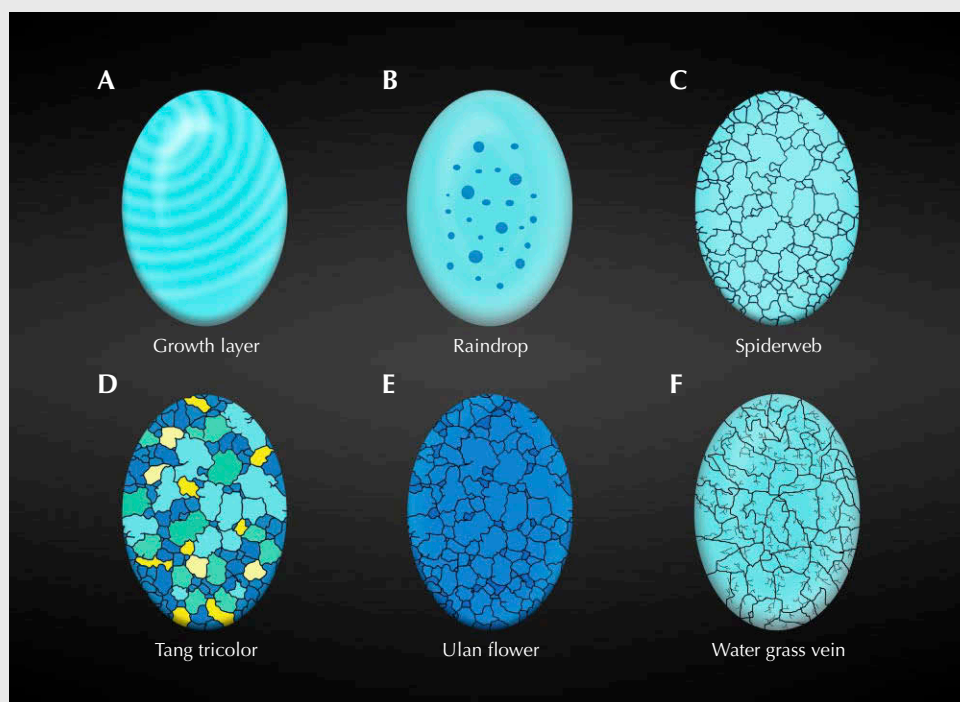 A
B
C
Growth layer
Raindrop
Spiderweb
D
E
F
Tang tricolor
Ulan flower
Water grass vein